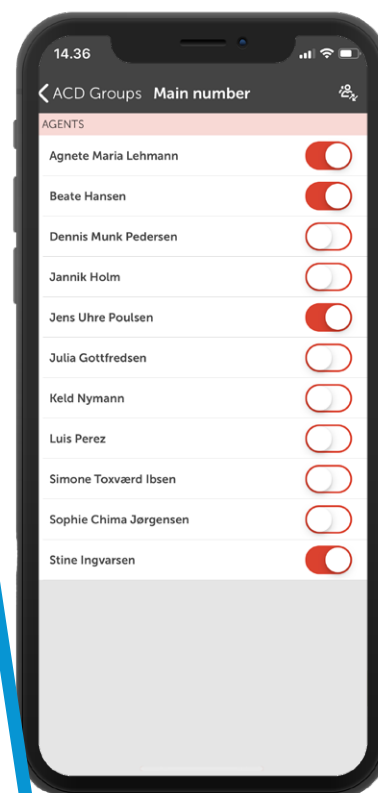 14.36
ACD Groups Main number
AGENTS
Agnete Maria Lehmann
Beate Hansen
Dennis Munk Pedersen
Jannik Holm
Jens Uhre Poulsen
Julia Gottfredsen
Keld Nymann
Luis Perez
Simone Toxværd Ibsen
Sophie Chima Jørgensen
Stine Ingvarsen